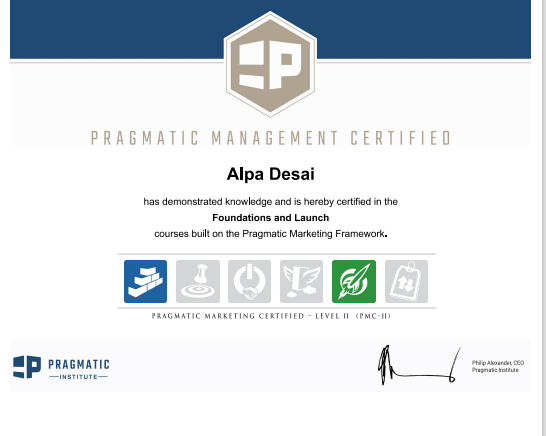 PRAGMATIC MANAGEMENT CERTIFIED
Alpa Desai
has demonstrated knowledge and is hereby certified in the
Foundations and Launch
courses built on the Pragmatic Marketing Framework.
PRAGMATIC MARKETING CERTIFIED – LEVEL II (PMC-II)
PRAGMATIC
INSTITUTE
Philip Alexander, CEO
Pragmatic Institute